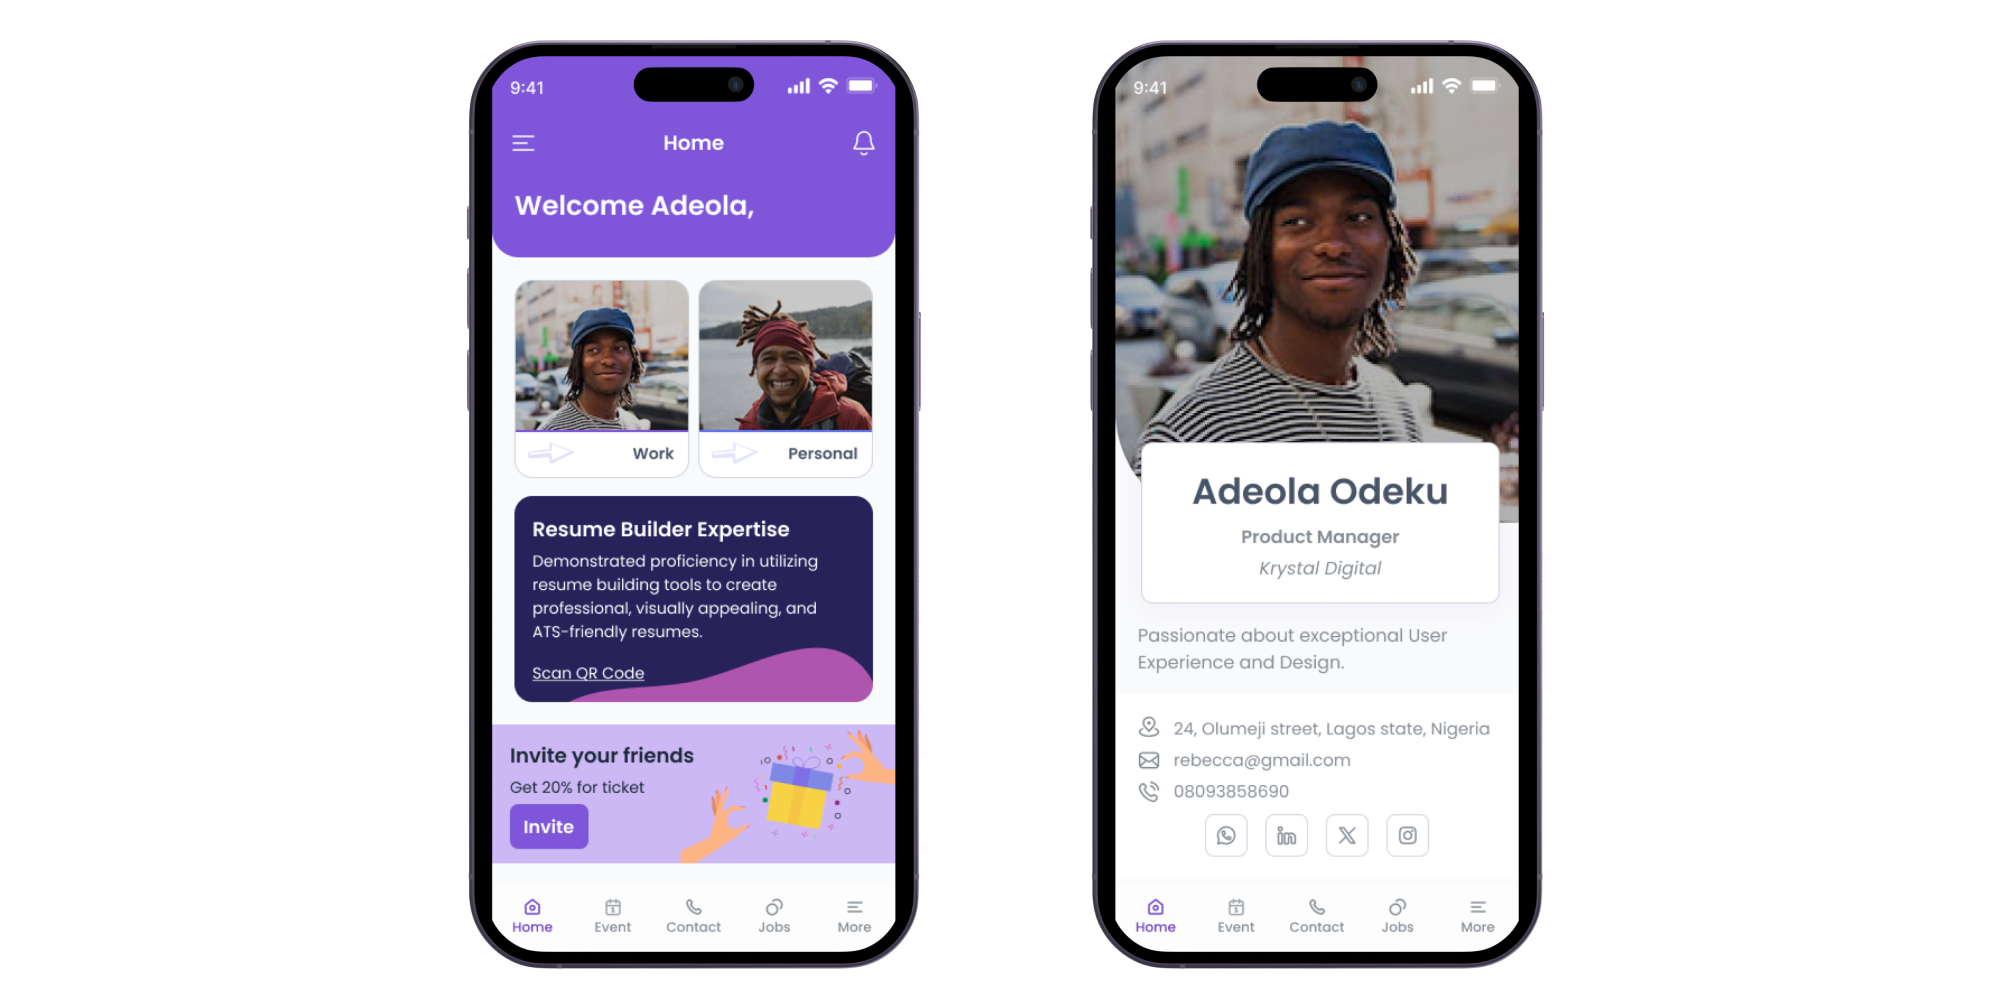 9:41
Home
Welcome Adeola,
Work
Personal
Resume Builder Expertise
Demonstrated proficiency in utilizing
resume building tools to create
professional, visually appealing, and
ATS-friendly resumes.
Scan QR Code
Invite your friends
Get 20% for ticket
Invite
Home
Event
Contact
Jobs
More
9:41
Adeola Odeku
Product Manager
Krystal Digital
Passionate about exceptional User
Experience and Design.
24, Olumeji street, Lagos state, Nigeria
rebecca@gmail.com
08093858690
Home
Event
Contact
Jobs
More